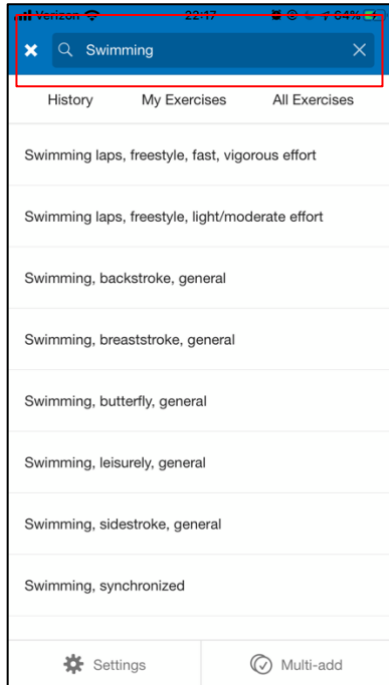 Verizon 22:17 64%
Swimming
History My Exercises All Exercises
Swimming laps, freestyle, fast, vigorous effort
Swimming laps, freestyle, light/moderate effort
Swimming, backstroke, general
Swimming, breaststroke, general
Swimming, butterfly, general
Swimming, leisurely, general
Swimming, sidestroke, general
Swimming, synchronized
Settings Multi-add